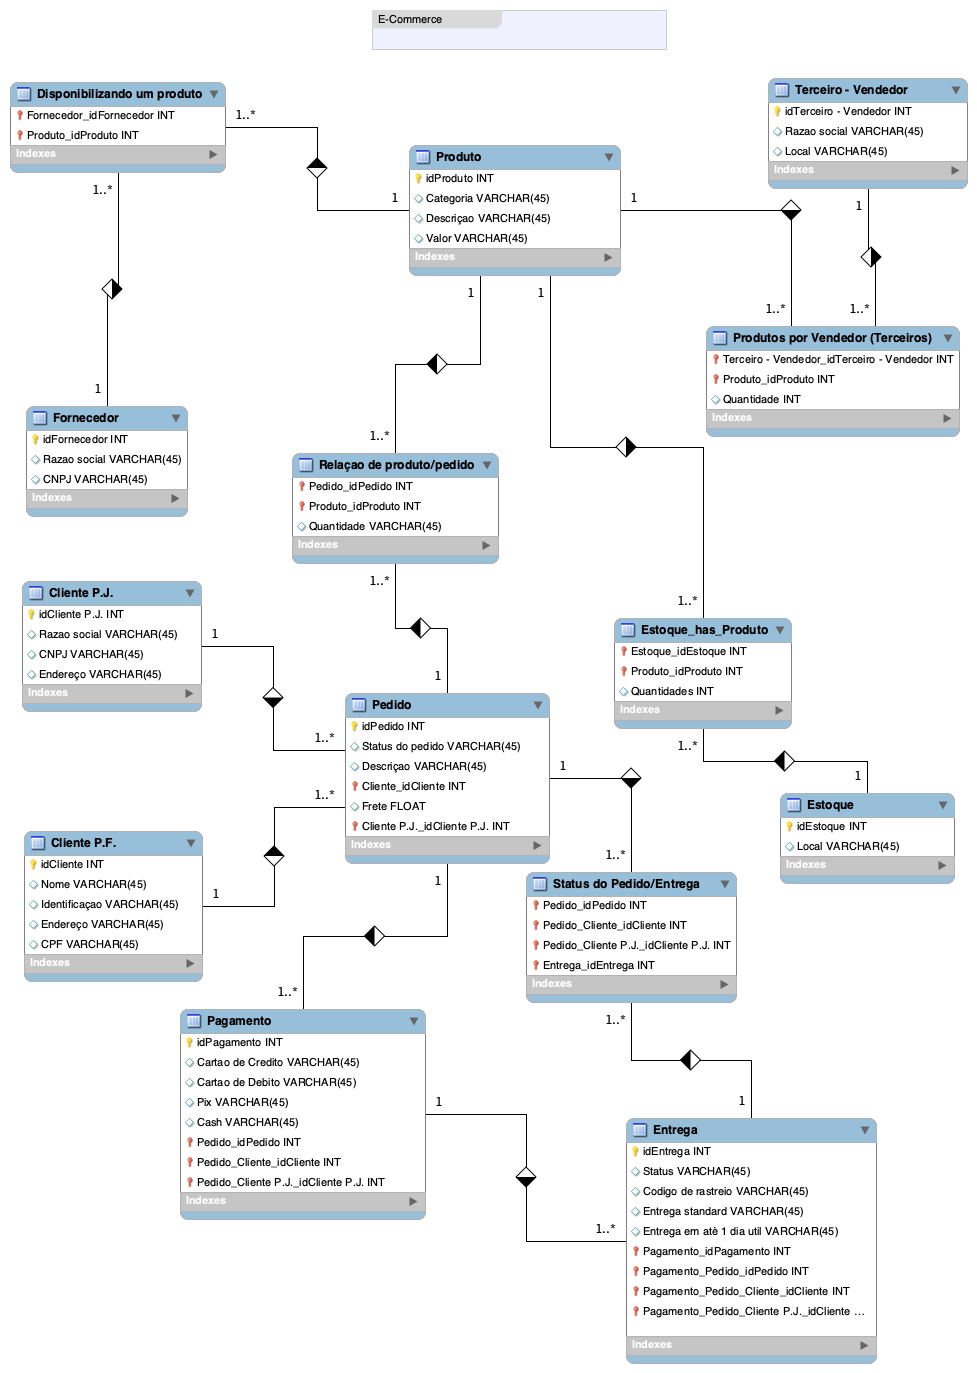 E-Commerce
Disponibilizando um produto
Fornecedor_idFornecedor INT
Produto_idProduto INT
Indexes
1..*
1..*
1
Produto
idProduto INT
Categoria VARCHAR(45)
Descriçao VARCHAR(45)
Valor VARCHAR(45)
Indexes
1
1
1
1
Terceiro - Vendedor
idTerceiro - Vendedor INT
Razao social VARCHAR(45)
Local VARCHAR(45)
Indexes
1
1..*
1..*
Produtos por Vendedor (Terceiros)
Terceiro - Vendedor_idTerceiro - Vendedor INT
Produto_idProduto INT
Quantidade INT
Indexes
Fornecedor
idFornecedor INT
Razao social VARCHAR(45)
CNPJ VARCHAR(45)
Indexes
1..*
Relaçao de produto/pedido
Pedido_idPedido INT
Produto_idProduto INT
Quantidade VARCHAR(45)
Indexes
1..*
1
Cliente P.J.
idCliente P.J. INT
Razao social VARCHAR(45)
CNPJ VARCHAR(45)
Endereço VARCHAR(45)
Indexes
1
1..*
1..*
Estoque_has_Produto
Estoque_idEstoque INT
Produto_idProduto INT
Quantidades INT
Indexes
1..*
1
Estoque
idEstoque INT
Local VARCHAR(45)
Indexes
Pedido
idPedido INT
Status do pedido VARCHAR(45)
Descriçao VARCHAR(45)
Cliente_idCliente INT
Frete FLOAT
Cliente P.J._idCliente P.J. INT
Indexes
1
1..*
1
Cliente P.F.
idCliente INT
Nome VARCHAR(45)
Identificaçao VARCHAR(45)
Endereço VARCHAR(45)
CPF VARCHAR(45)
Indexes
1
1..*
Status do Pedido/Entrega
Pedido_idPedido INT
Pedido_Cliente_idCliente INT
Pedido_Cliente P.J._idCliente P.J. INT
Entrega_idEntrega INT
Indexes
1..*
1
1..*
Pagamento
idPagamento INT
Cartao de Credito VARCHAR(45)
Cartao de Debito VARCHAR(45)
Pix VARCHAR(45)
Cash VARCHAR(45)
Pedido_idPedido INT
Pedido_Cliente_idCliente INT
Pedido_Cliente P.J._idCliente P.J. INT
Indexes
1
1..*
Entrega
idEntrega INT
Status VARCHAR(45)
Codigo de rastreio VARCHAR(45)
Entrega standard VARCHAR(45)
Entrega em atè 1 dia util VARCHAR(45)
Pagamento_idPagamento INT
Pagamento_Pedido_idPedido INT
Pagamento_Pedido_Cliente_idCliente INT
Pagamento_Pedido_Cliente P.J._idCliente ...
Indexes